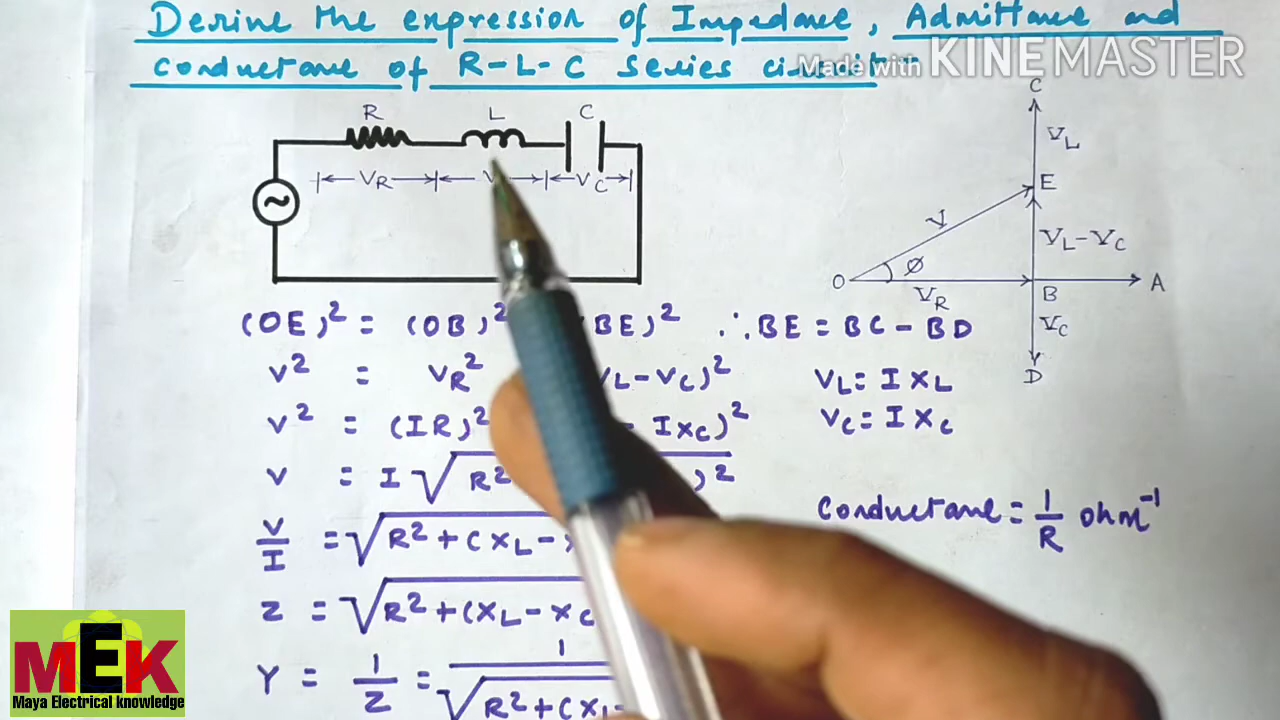 Derive the expression of Impedance, Admittance and
conductance of R-L-C series circuit
Made with KINEMASTER
R L C
VR V VC
C
VL
E
V
VL-VC
O Ø
VR B A
VC
D
(OE)² = (OB)² BE)² ∴BE = BC - BD
V² = VR² VL-VC)²
VL = IXL
V² = (IR)² - IXC)²
VC = IXC
V = I√R² )²
Conductance = 1/R ohm⁻¹
V/I = √R² + (XL-
Z = √R² + (XL - XC
Y = 1/Z = 1/√R² + (XL
MEK
Maya Electrical knowledge